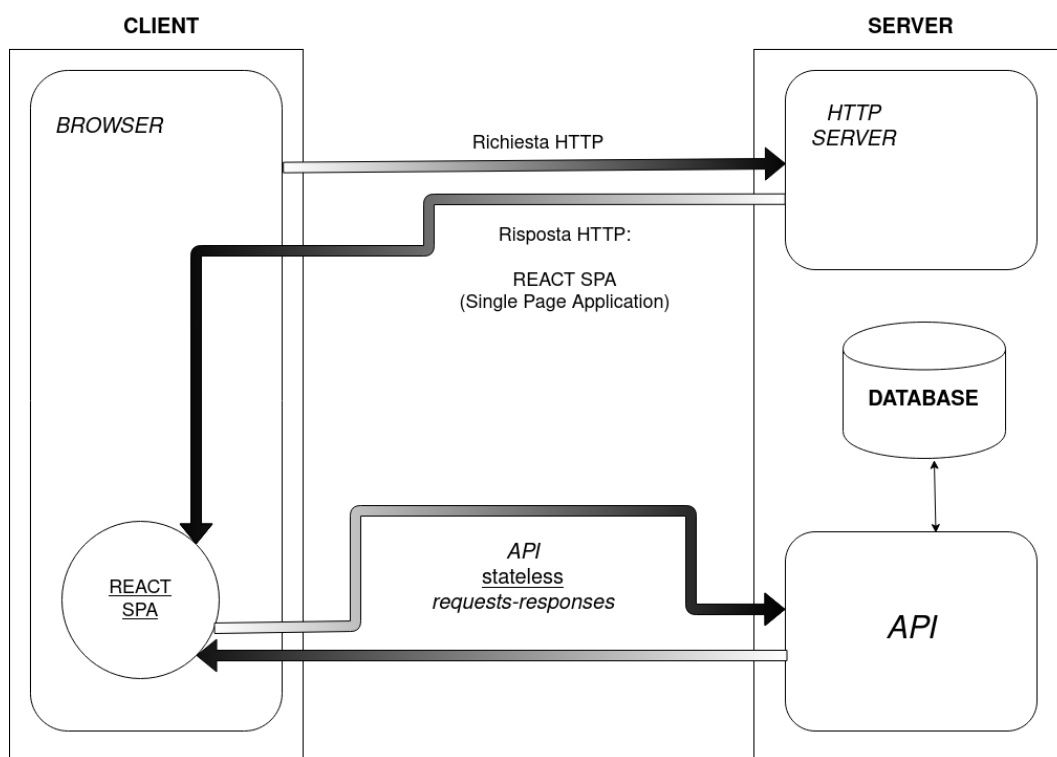 CLIENT
SERVER
BROWSER
HTTP
SERVER
Richiesta HTTP
Risposta HTTP:
REACT SPA
(Single Page Application)
DATABASE
REACT
SPA
API
stateless
requests-responses
API